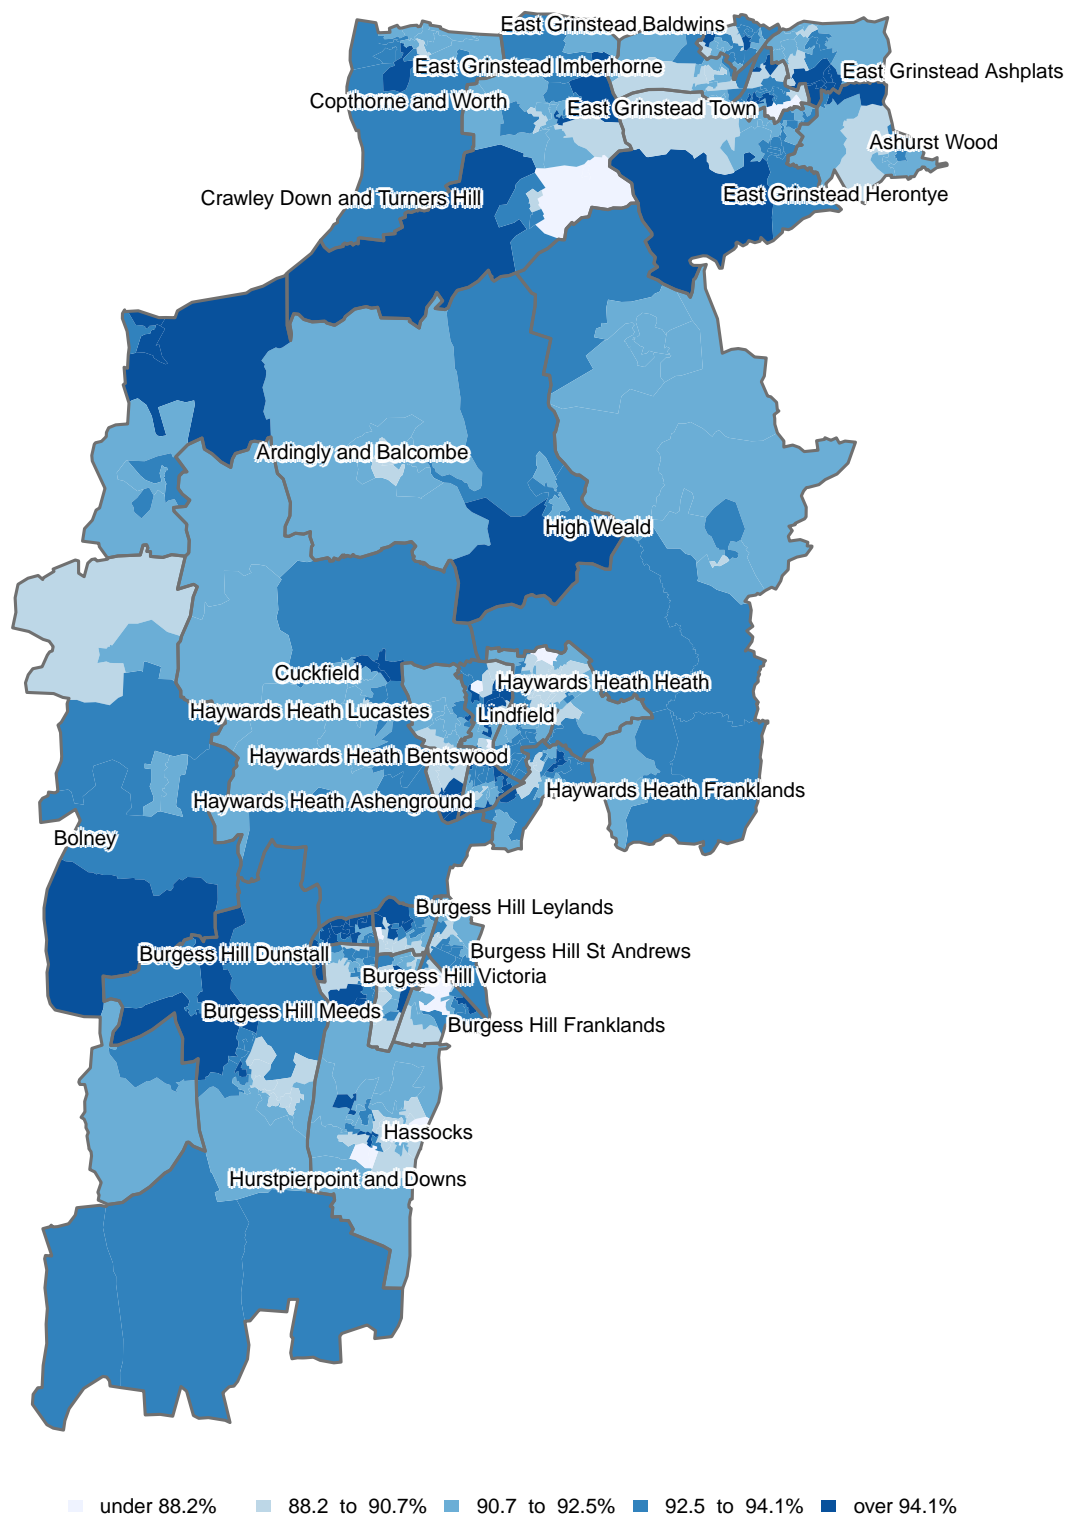 East Grinstead Baldwins
East Grinstead Imberhorne
East Grinstead Ashplats
Copthorne and Worth
East Grinstead Town
Ashurst Wood
East Grinstead Herontye
Crawley Down and Turners Hill
Ardingly and Balcombe
High Weald
Cuckfield
Haywards Heath Heath
Haywards Heath Lucastes
Lindfield
Haywards Heath Bentswood
Haywards Heath Franklands
Haywards Heath Ashenground
Bolney
Burgess Hill Leylands
Burgess Hill Dunstall
Burgess Hill St Andrews
Burgess Hill Victoria
Burgess Hill Meeds
Burgess Hill Franklands
Hassocks
Hurstpierpoint and Downs
under 88.2% 88.2 to 90.7% 90.7 to 92.5% 92.5 to 94.1% over 94.1%